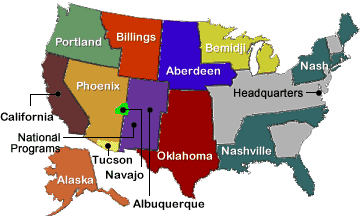 Portland
Billings
Bemidji
Nash
Aberdeen
Phoenix
Headquarters
California
National
Programs
Nashville
Oklahoma
Tucson
Navajo
Alaska
Albuquerque